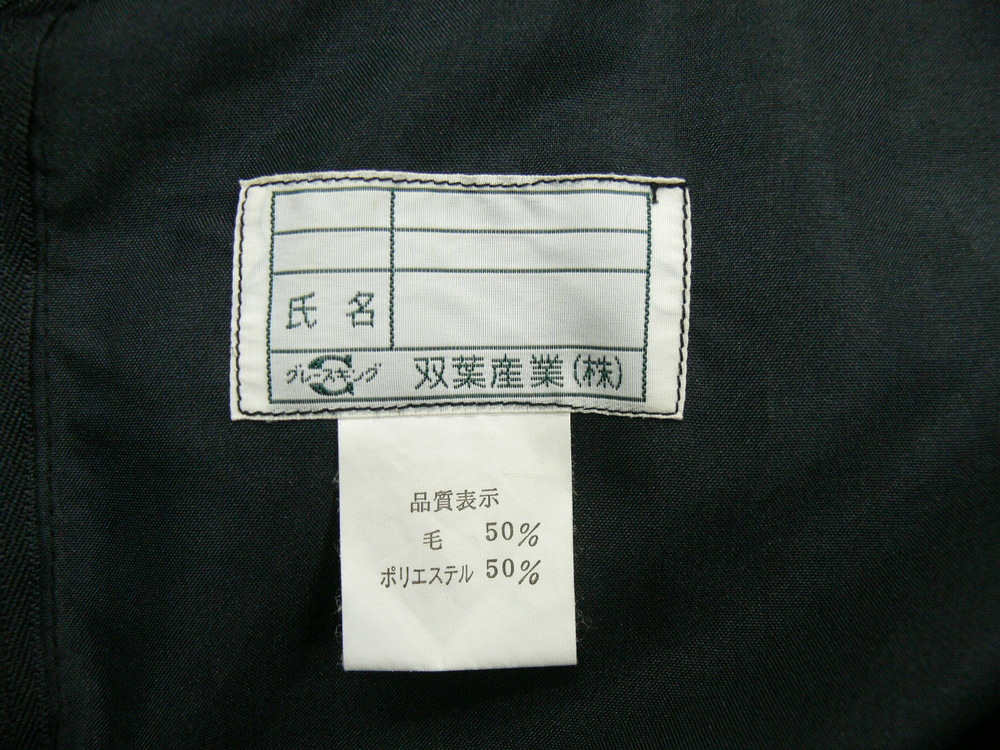 氏名
グレースキング 双葉産業(株)
品質表示
毛 50%
ポリエステル 50%